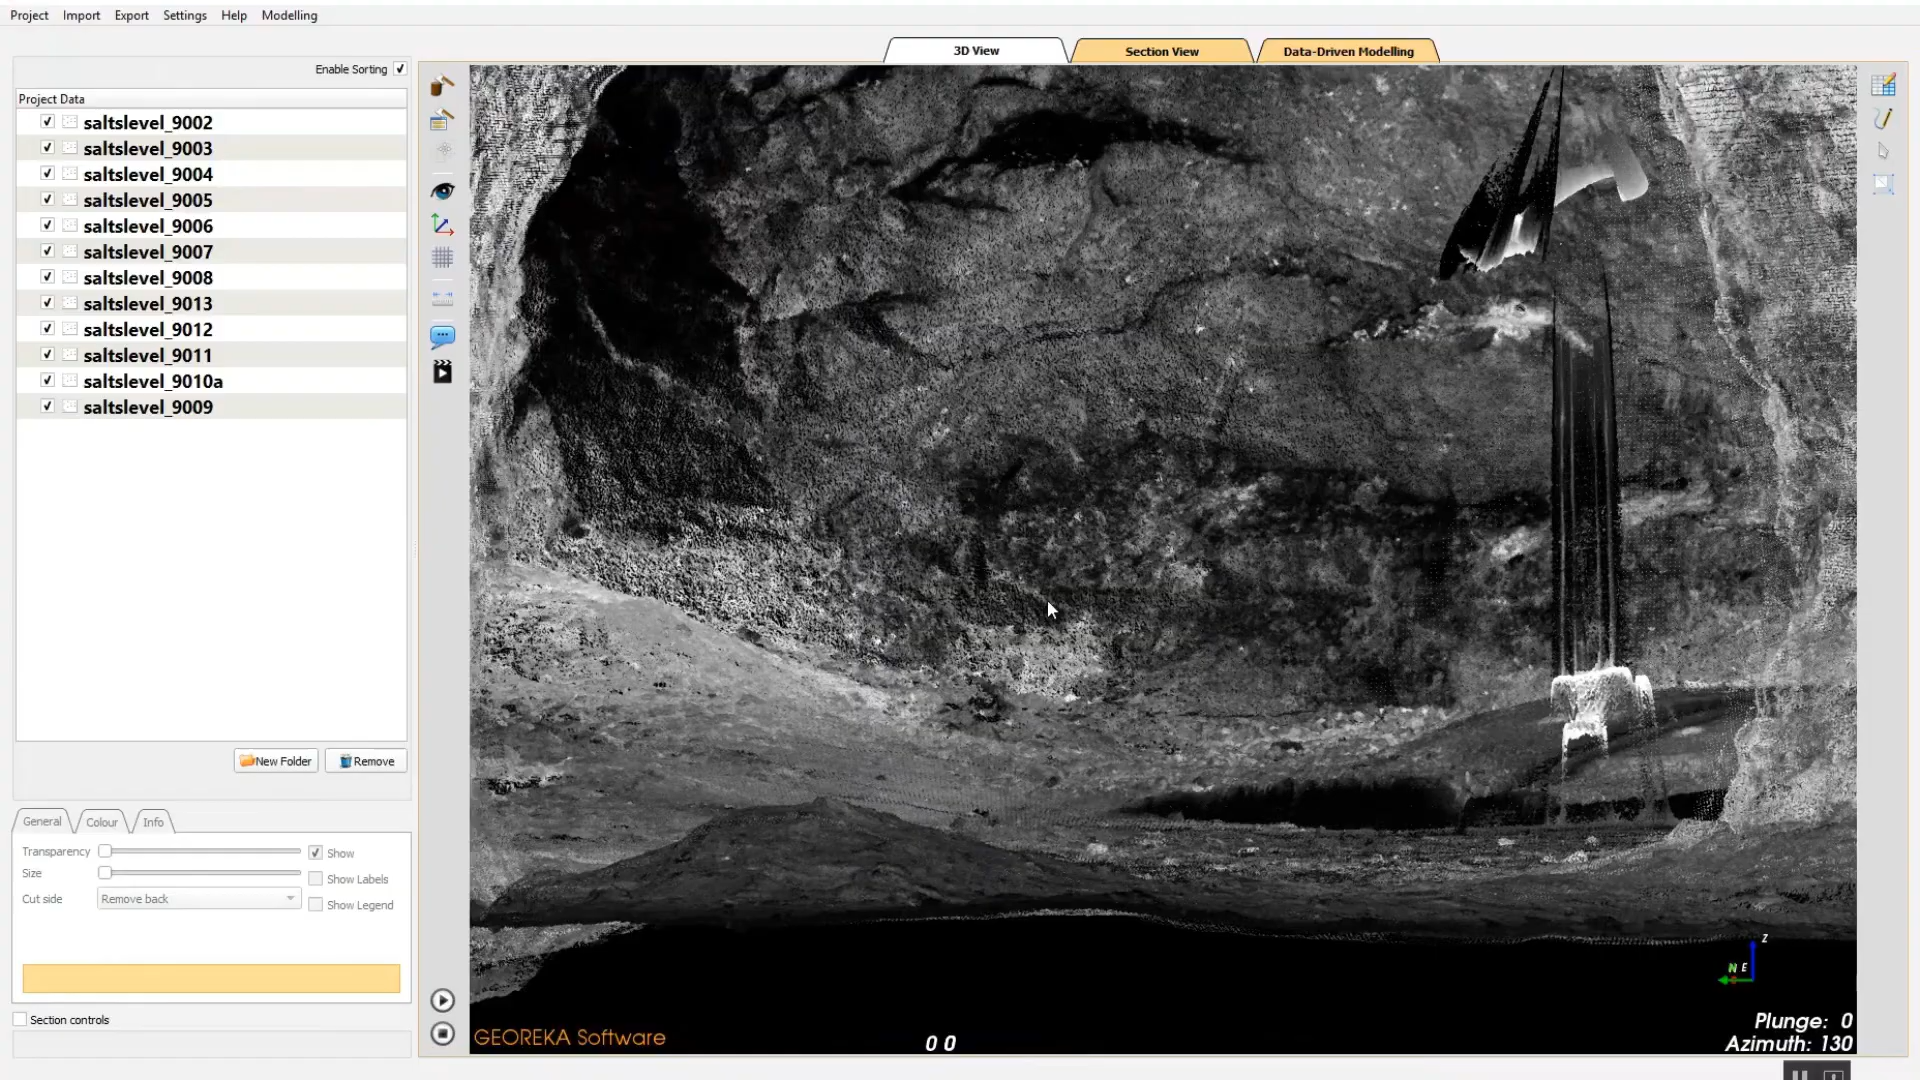 Project Import Export Settings Help Modelling
3D View Section View Data-Driven Modelling
Enable Sorting
Project Data
saltslevel_9002
saltslevel_9003
saltslevel_9004
saltslevel_9005
saltslevel_9006
saltslevel_9007
saltslevel_9008
saltslevel_9013
saltslevel_9012
saltslevel_9011
saltslevel_9010a
saltslevel_9009
New Folder Remove
General Colour Info
Transparency Show
Size Show Labels
Cut side Remove back Show Legend
Section controls
Z
N E
Plunge: 0
GEOREKA Software 0 0 Azimuth: 130